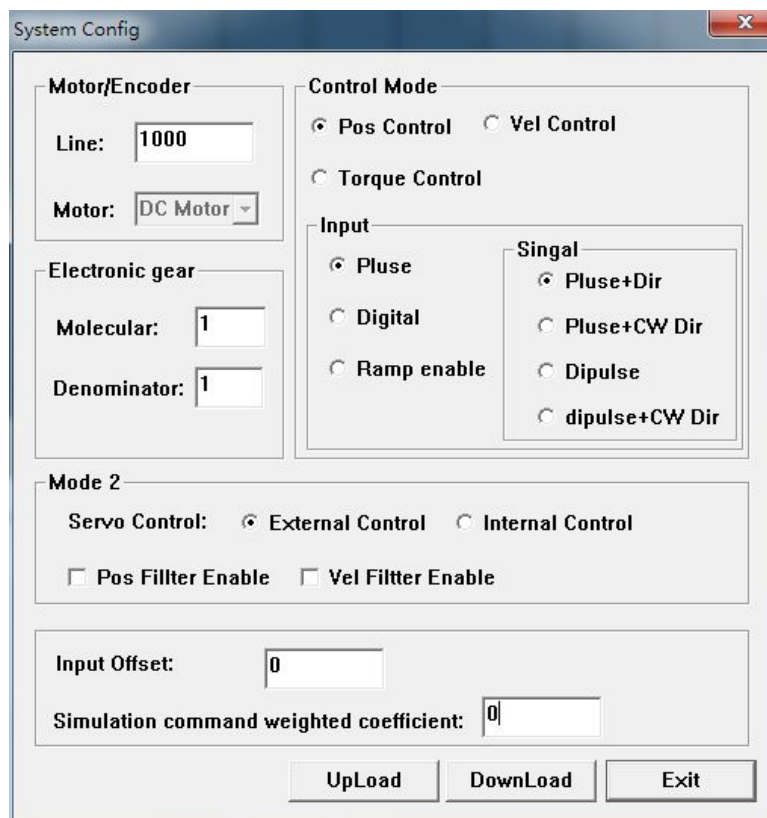 System Config
Motor/Encoder
Line: 1000
Motor: DC Motor
Electronic gear
Molecular: 1
Denominator: 1
Control Mode
Pos Control Vel Control
Torque Control
Input
Pluse
Digital
Ramp enable
Singal
Pluse+Dir
Pluse+CW Dir
Dipulse
dipulse+CW Dir
Mode 2
Servo Control: External Control Internal Control
Pos Fillter Enable Vel Filtter Enable
Input Offset: 0
Simulation command weighted coefficient: 0
UpLoad DownLoad Exit